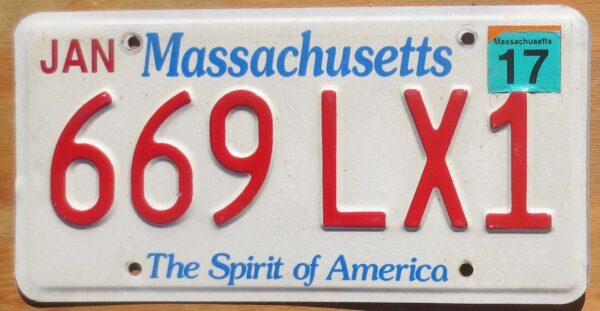 JAN Massachusetts
Massachusetts
17
669 LX1
The Spirit of America